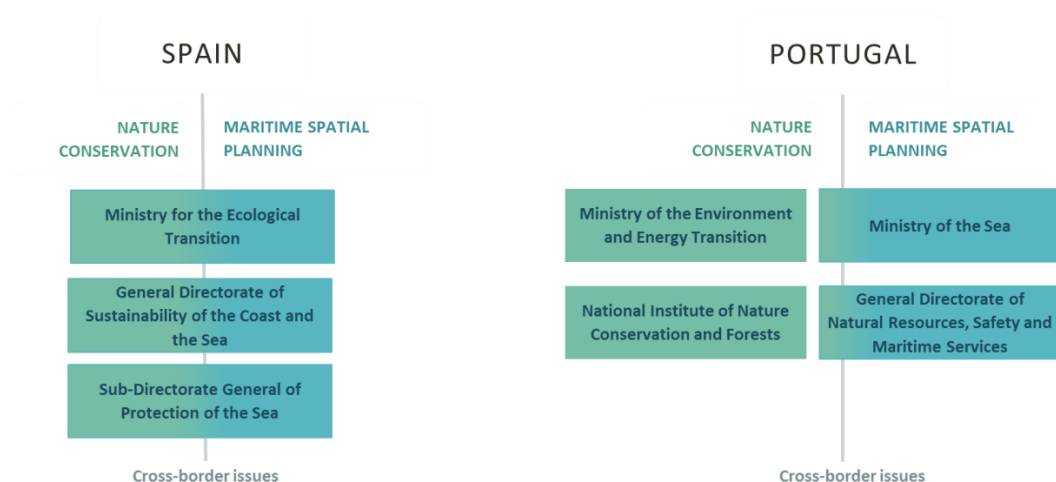 SPAIN
NATURE
CONSERVATION
MARITIME SPATIAL
PLANNING
Ministry for the Ecological
Transition
General Directorate of
Sustainability of the Coast and
the Sea
Sub-Directorate General of
Protection of the Sea
Cross-border issues
PORTUGAL
NATURE
CONSERVATION
MARITIME SPATIAL
PLANNING
Ministry of the Environment
and Energy Transition
Ministry of the Sea
National Institute of Nature
Conservation and Forests
General Directorate of
Natural Resources, Safety and
Maritime Services
Cross-border issues